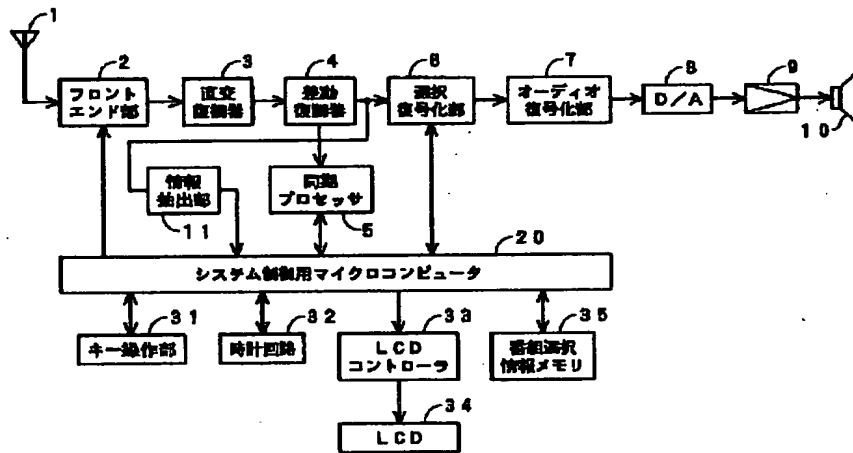 1
2
3
4
6
7
8
9
フロント
エンド部
直交
復調器
差動
復調器
選択
復号化部
オーディオ
復号化部
D/A
10
情報
抽出部
11
同期
プロセッサ
5
20
システム制御用マイクロコンピュータ
31
32
33
35
キー操作部
時計回路
LCD
コントローラ
番組選択
情報メモリ
34
LCD